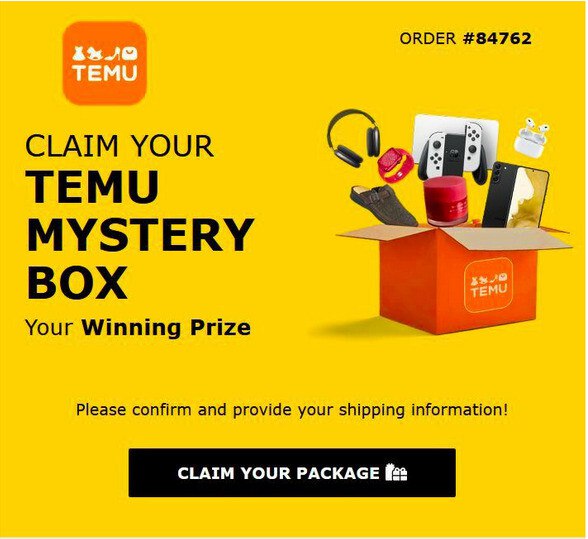 TEMU
ORDER #84762
CLAIM YOUR
TEMU
MYSTERY
BOX
Your Winning Prize
TEMU
Please confirm and provide your shipping information!
CLAIM YOUR PACKAGE